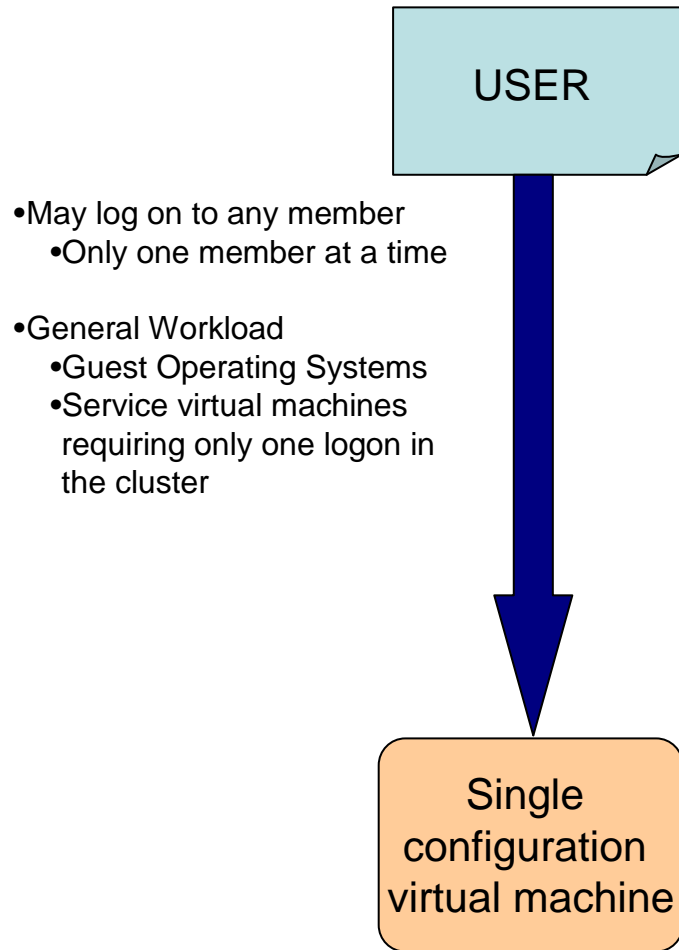 USER
•May log on to any member
•Only one member at a time
•General Workload
•Guest Operating Systems
•Service virtual machines
requiring only one logon in
the cluster
Single
configuration
virtual machine